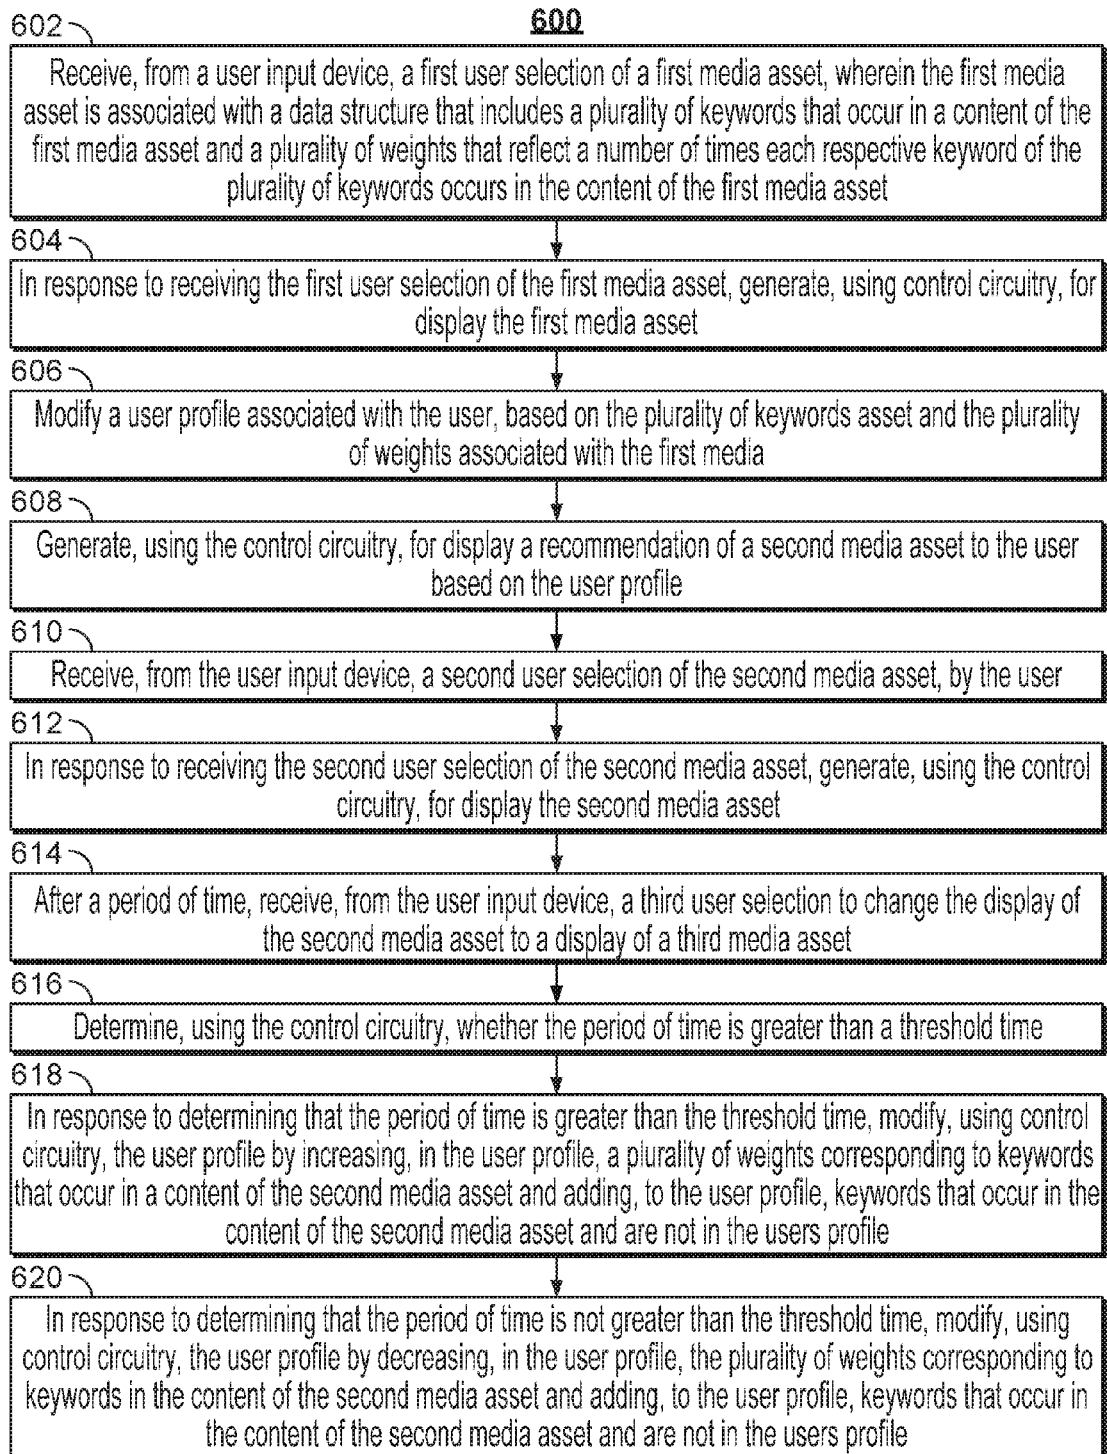 600
602
Receive, from a user input device, a first user selection of a first media asset, wherein the first media
asset is associated with a data structure that includes a plurality of keywords that occur in a content of the
first media asset and a plurality of weights that reflect a number of times each respective keyword of the
plurality of keywords occurs in the content of the first media asset
604
In response to receiving the first user selection of the first media asset, generate, using control circuitry, for
display the first media asset
606
Modify a user profile associated with the user, based on the plurality of keywords asset and the plurality
of weights associated with the first media
608
Generate, using the control circuitry, for display a recommendation of a second media asset to the user
based on the user profile
610
Receive, from the user input device, a second user selection of the second media asset, by the user
612
In response to receiving the second user selection of the second media asset, generate, using the control
circuitry, for display the second media asset
614
After a period of time, receive, from the user input device, a third user selection to change the display of
the second media asset to a display of a third media asset
616
Determine, using the control circuitry, whether the period of time is greater than a threshold time
618
In response to determining that the period of time is greater than the threshold time, modify, using control
circuitry, the user profile by increasing, in the user profile, a plurality of weights corresponding to keywords
that occur in a content of the second media asset and adding, to the user profile, keywords that occur in the
content of the second media asset and are not in the users profile
620
In response to determining that the period of time is not greater than the threshold time, modify, using
control circuitry, the user profile by decreasing, in the user profile, the plurality of weights corresponding to
keywords in the content of the second media asset and adding, to the user profile, keywords that occur in
the content of the second media asset and are not in the users profile